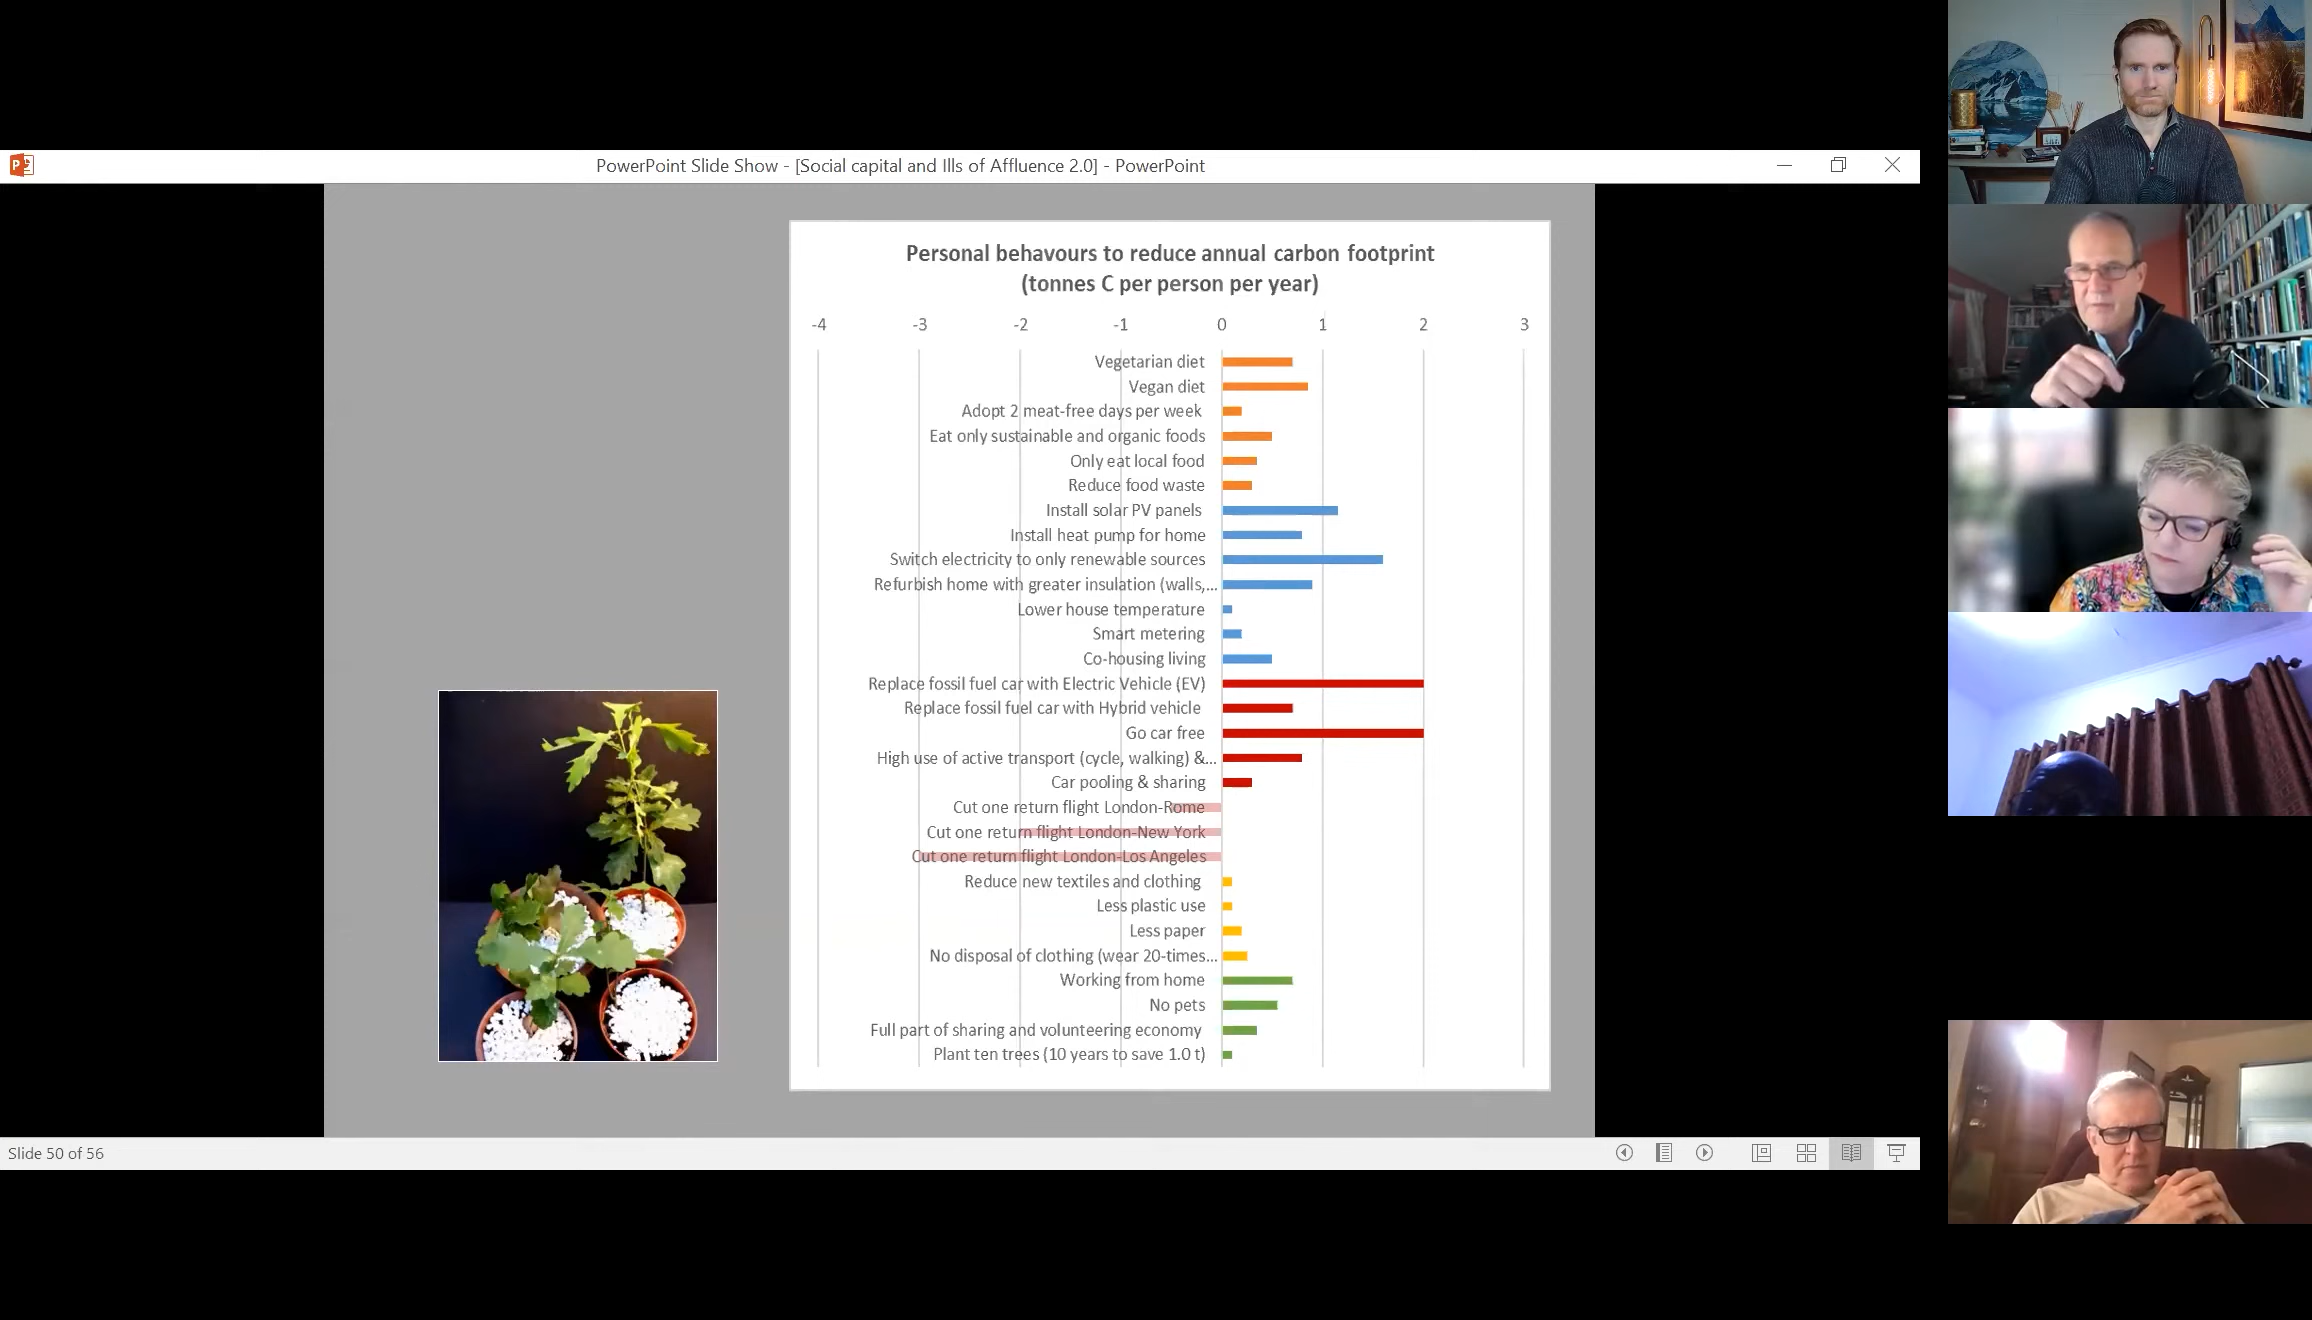 PowerPoint Slide Show - [Social capital and Ills of Affluence 2.0] - PowerPoint
Personal behavours to reduce annual carbon footprint
(tonnes C per person per year)
-4 -3 -2 -1 0 1 2 3
Vegetarian diet
Vegan diet
Adopt 2 meat-free days per week
Eat only sustainable and organic foods
Only eat local food
Reduce food waste
Install solar PV panels
Install heat pump for home
Switch electricity to only renewable sources
Refurbish home with greater insulation (walls,...
Lower house temperature
Smart metering
Co-housing living
Replace fossil fuel car with Electric Vehicle (EV)
Replace fossil fuel car with Hybrid vehicle
Go car free
High use of active transport (cycle, walking) &...
Car pooling & sharing
Cut one return flight London-Rome
Cut one return flight London-New York
Cut one return flight London-Los Angeles
Reduce new textiles and clothing
Less plastic use
Less paper
No disposal of clothing (wear 20-times...
Working from home
No pets
Full part of sharing and volunteering economy
Plant ten trees (10 years to save 1.0 t)
Slide 50 of 56